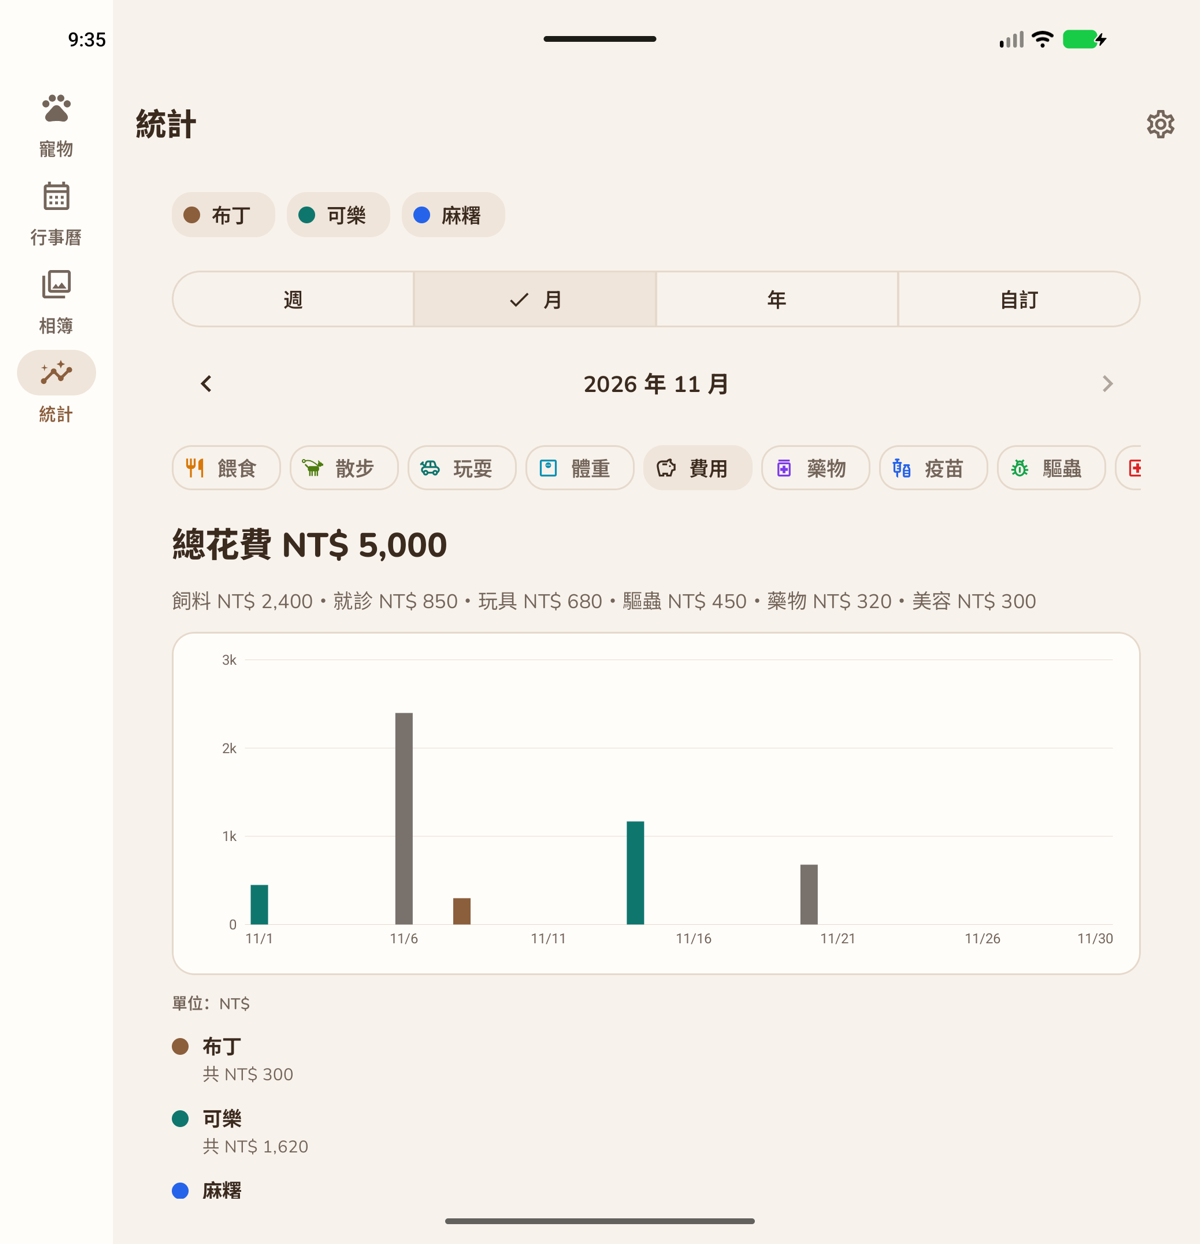 9:35
寵物
行事曆
相簿
統計
統計
布丁 可樂 麻糬
週 月 年 自訂
2026 年 11 月
餵食 散步 玩耍 體重 費用 藥物 疫苗 驅蟲
總花費 NT$ 5,000
飼料 NT$ 2,400・就診 NT$ 850・玩具 NT$ 680・驅蟲 NT$ 450・藥物 NT$ 320・美容 NT$ 300
3k
2k
1k
0
11/1 11/6 11/11 11/16 11/21 11/26 11/30
單位：NT$
布丁
共 NT$ 300
可樂
共 NT$ 1,620
麻糬